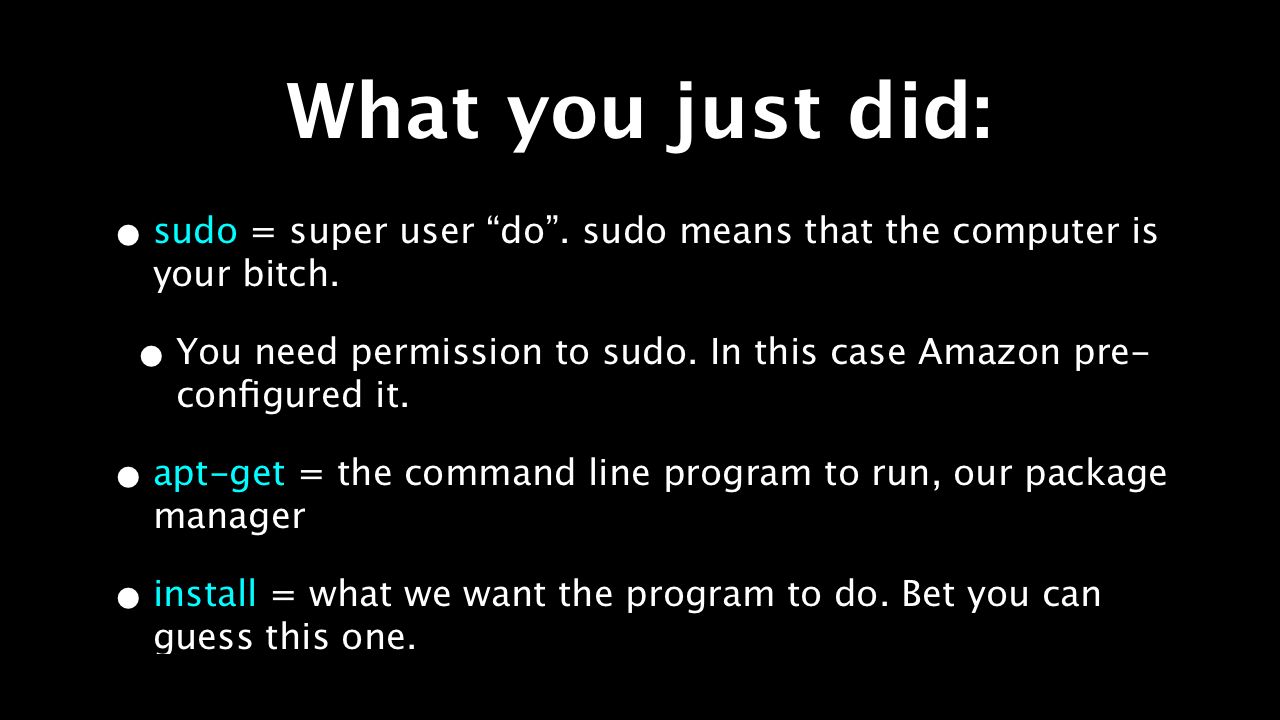 What you just did:
• sudo = super user “do”. sudo means that the computer is
your bitch.
• You need permission to sudo. In this case Amazon pre-
configured it.
• apt-get = the command line program to run, our package
manager
• install = what we want the program to do. Bet you can
guess this one.